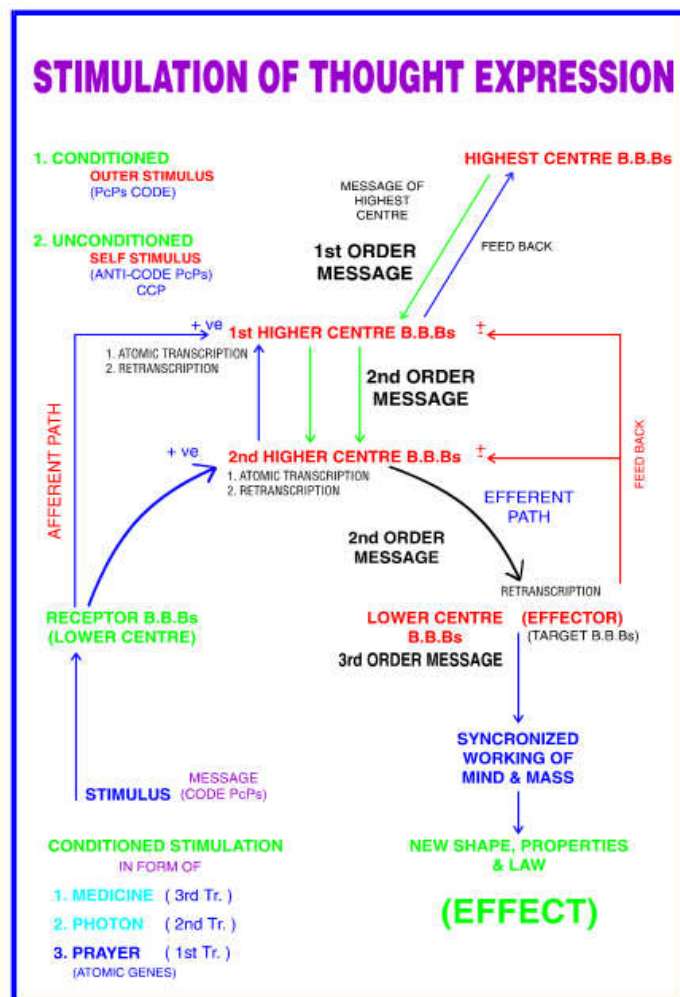 STIMULATION OF THOUGHT EXPRESSION
1. CONDITIONED
OUTER STIMULUS
(PcPs CODE)
2. UNCONDITIONED
SELF STIMULUS
(ANTI-CODE PcPs)
CCP
HIGHEST CENTRE B.B.Bs
MESSAGE OF
HIGHEST
CENTRE
1st ORDER
MESSAGE
FEED BACK
+ ve
1st HIGHER CENTRE B.B.Bs
±
1. ATOMIC TRANSCRIPTION
2. RETRANSCRIPTION
2nd ORDER
MESSAGE
AFFERENT PATH
+ ve
2nd HIGHER CENTRE B.B.Bs
±
1. ATOMIC TRANSCRIPTION
2. RETRANSCRIPTION
FEED BACK
EFFERENT
PATH
2nd ORDER
MESSAGE
RETRANSCRIPTION
RECEPTOR B.B.Bs
(LOWER CENTRE)
LOWER CENTRE
B.B.Bs
(EFFECTOR)
(TARGET B.B.Bs)
3rd ORDER MESSAGE
STIMULUS
MESSAGE
(CODE PcPs)
SYNCRONIZED
WORKING OF
MIND & MASS
CONDITIONED STIMULATION
IN FORM OF
1. MEDICINE ( 3rd Tr. )
2. PHOTON ( 2nd Tr. )
3. PRAYER ( 1st Tr. )
(ATOMIC GENES)
NEW SHAPE, PROPERTIES
& LAW
(EFFECT)